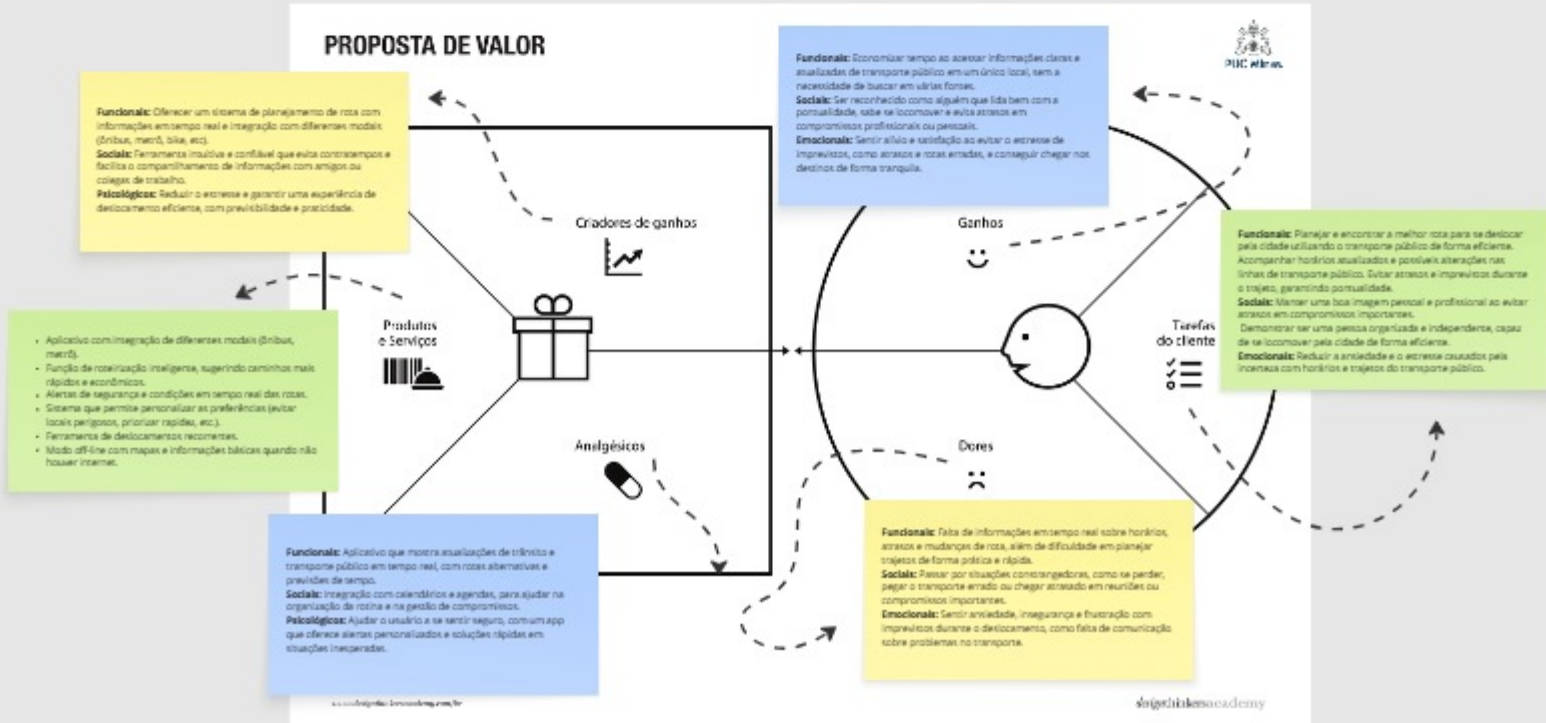 PROPOSTA DE VALOR
PUC Minas
Funcionais: Oferecer um sistema de planejamento de rota com
informações em tempo real e integração com diferentes modais
(ônibus, metrô, bike, etc).
Sociais: Ferramenta intuitiva e confiável que evita contratempos e
facilita o compartilhamento de informações com amigos ou
colegas de trabalho.
Psicológicos: Reduzir o estresse e garantir uma experiência de
deslocamento eficiente, com previsibilidade e praticidade.
Criadores de ganhos
Produtos
e Serviços
• Aplicativo com integração de diferentes modais (ônibus,
metrô).
• Função de roteirização inteligente, sugerindo caminhos mais
rápidos e econômicos.
• Alertas de segurança e condições em tempo real das rotas.
• Sistema que permite personalizar as preferências (evitar
locais perigosos, priorizar rapidez, etc.).
• Ferramenta de deslocamentos recorrentes.
• Modo off-line com mapas e informações básicas quando não
houver internet.
Analgésicos
Funcionais: Aplicativo que mostra atualizações de trânsito e
transporte público em tempo real, com rotas alternativas e
previsões de tempo.
Sociais: Integração com calendários e agendas, para ajudar na
organização da rotina e na gestão de compromissos.
Psicológicos: Ajudar o usuário a se sentir seguro, com um app
que oferece alertas personalizados e soluções rápidas em
situações inesperadas.
Funcionais: Economizar tempo ao acessar informações claras e
atualizadas de transporte público em um único local, sem a
necessidade de buscar em várias fontes.
Sociais: Ser reconhecido como alguém que lida bem com a
pontualidade, sabe se locomover e evita atrasos em
compromissos profissionais ou pessoais.
Emocionais: Sentir alívio e satisfação ao evitar o estresse de
imprevistos, como atrasos e rotas erradas, e conseguir chegar nos
destinos de forma tranquila.
Ganhos
Tarefas
do cliente
Funcionais: Planejar e encontrar a melhor rota para se deslocar
pela cidade utilizando o transporte público de forma eficiente.
Acompanhar horários atualizados e possíveis alterações nas
linhas de transporte público. Evitar atrasos e imprevistos durante
o trajeto, garantindo pontualidade.
Sociais: Manter uma boa imagem pessoal e profissional ao evitar
atrasos em compromissos importantes.
Demonstrar ser uma pessoa organizada e independente, capaz
de se locomover pela cidade de forma eficiente.
Emocionais: Reduzir a ansiedade e o estresse causados pela
incerteza com horários e trajetos do transporte público.
Dores
Funcionais: Falta de informações em tempo real sobre horários,
atrasos e mudanças de rota, além de dificuldade em planejar
trajetos de forma prática e rápida.
Sociais: Passar por situações constrangedoras, como se perder,
pegar o transporte errado ou chegar atrasado em reuniões ou
compromissos importantes.
Emocionais: Sentir ansiedade, insegurança e frustração com
imprevistos durante o deslocamento, como falta de comunicação
sobre problemas no transporte.